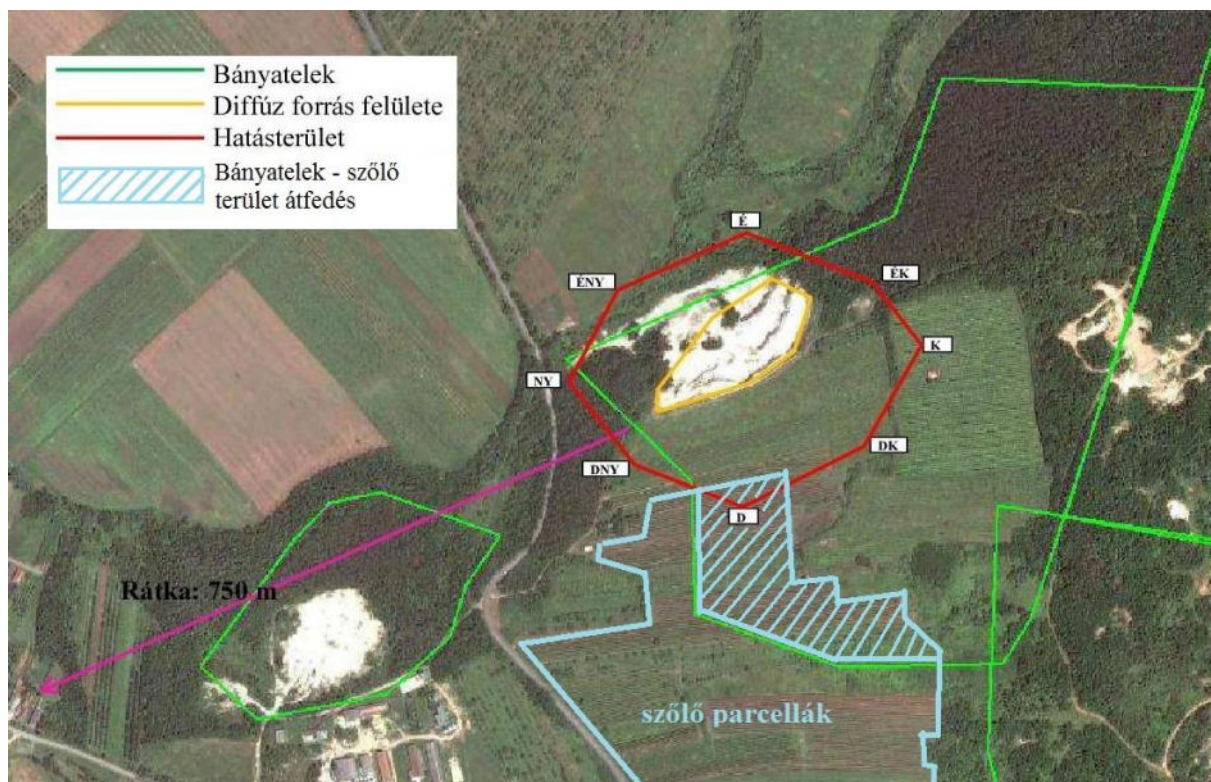 Bányatelek
Diffúz forrás felülete
Hatásterület
Bányatelek - szőlő
terület átfedés
É
ÉNY
ÉK
K
NY
DK
DNY
D
Rátka: 750 m
szőlő parcellák